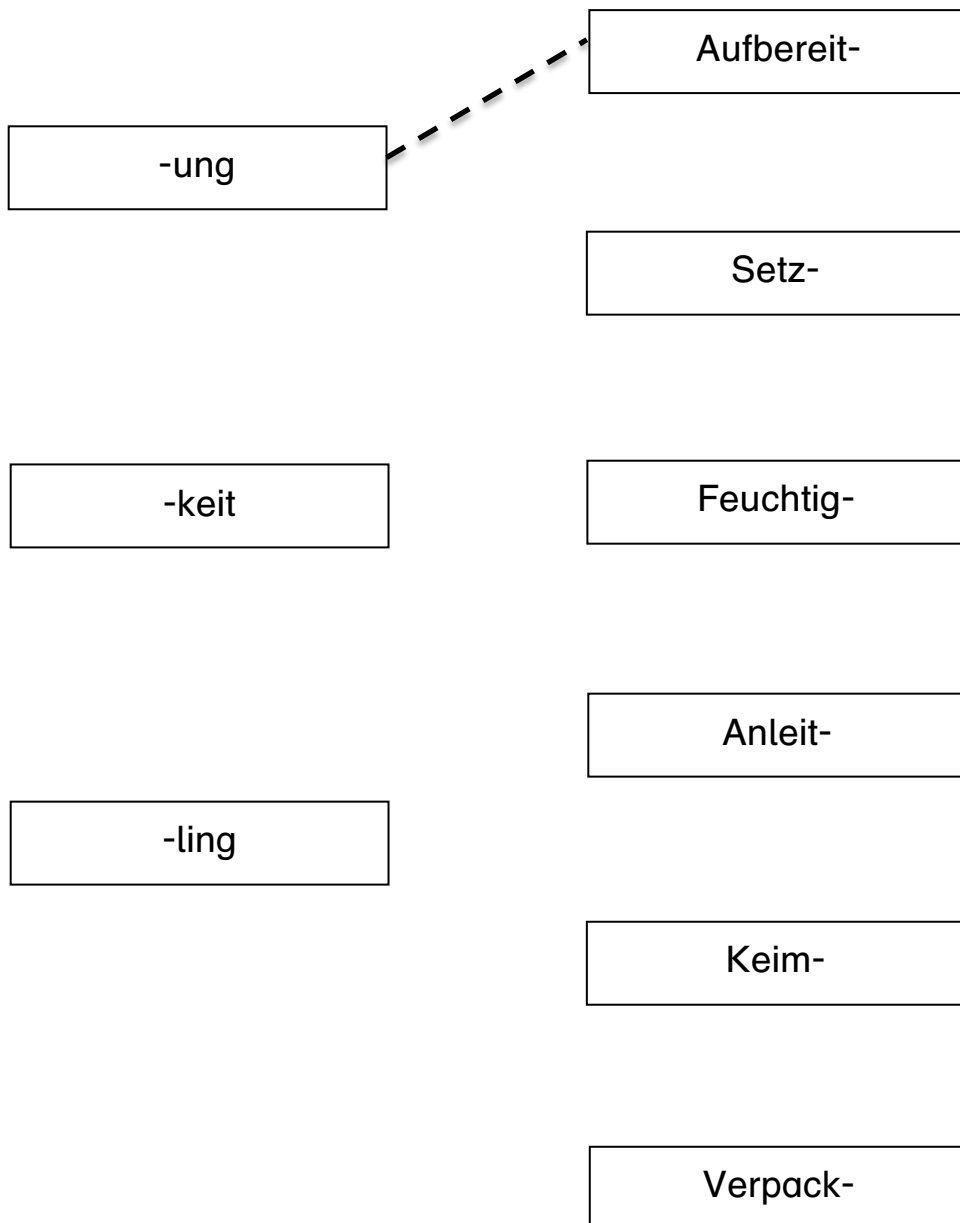 Aufbereit-
-ung
Setz-
-keit
Feuchtig-
Anleit-
-ling
Keim-
Verpack-